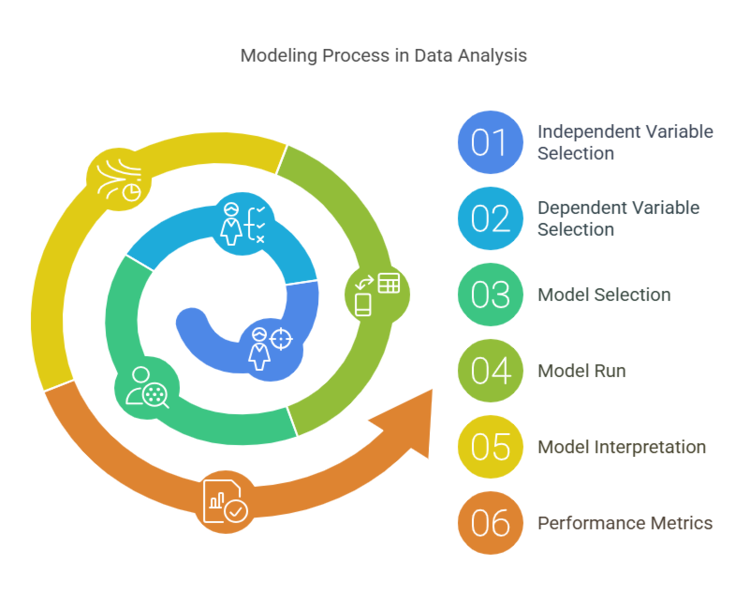 Modeling Process in Data Analysis
01
Independent Variable
Selection
02
Dependent Variable
Selection
03
Model Selection
04
Model Run
05
Model Interpretation
06
Performance Metrics